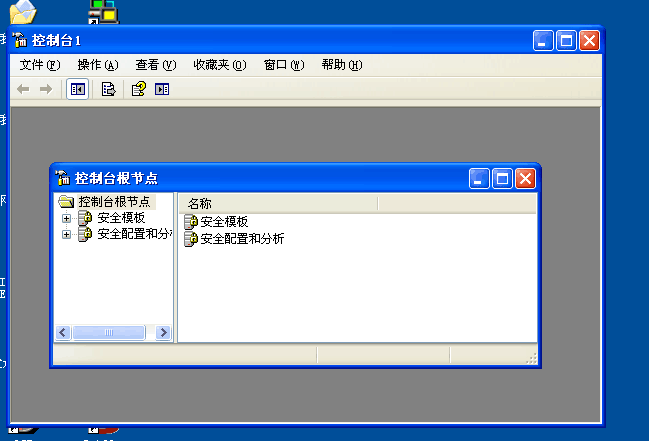 控制台1
文件(F) 操作(A) 查看(V) 收藏夹(O) 窗口(W) 帮助(H)
控制台根节点
控制台根节点
安全模板
安全配置和分
名称
安全模板
安全配置和分析